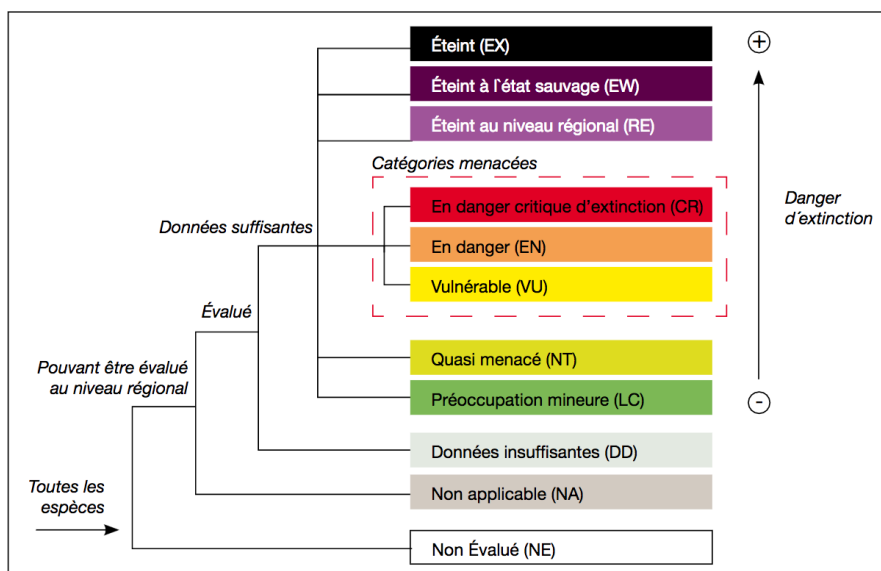 Éteint (EX)
Éteint à l`état sauvage (EW)
Éteint au niveau régional (RE)
Catégories menacées
En danger critique d'extinction (CR)
Données suffisantes
En danger (EN)
Vulnérable (VU)
Évalué
Quasi menacé (NT)
Pouvant être évalué
au niveau régional
Préoccupation mineure (LC)
Données insuffisantes (DD)
Toutes les
espèces
Non applicable (NA)
Non Évalué (NE)
+
Danger
d´extinction
-